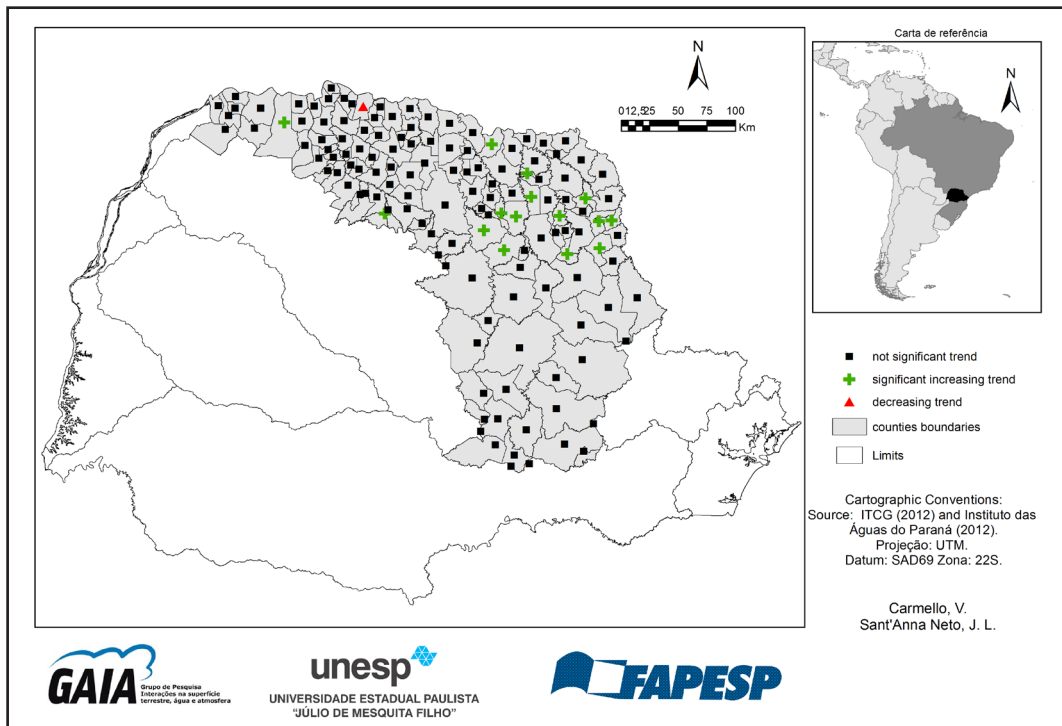 Carta de referência
N
N
0 12,5 25 50 75 100
Km
not significant trend
significant increasing trend
decreasing trend
counties boundaries
Limits
Cartographic Conventions:
Source: ITCG (2012) and Instituto das
Águas do Paraná (2012).
Projeção: UTM.
Datum: SAD69 Zona: 22S.
Carmello, V.
Sant'Anna Neto, J. L.
GAIA
Grupo de Pesquisa
Interações na superfície
terrestre, água e atmosfera
unesp
UNIVERSIDADE ESTADUAL PAULISTA
"JÚLIO DE MESQUITA FILHO"
FAPESP